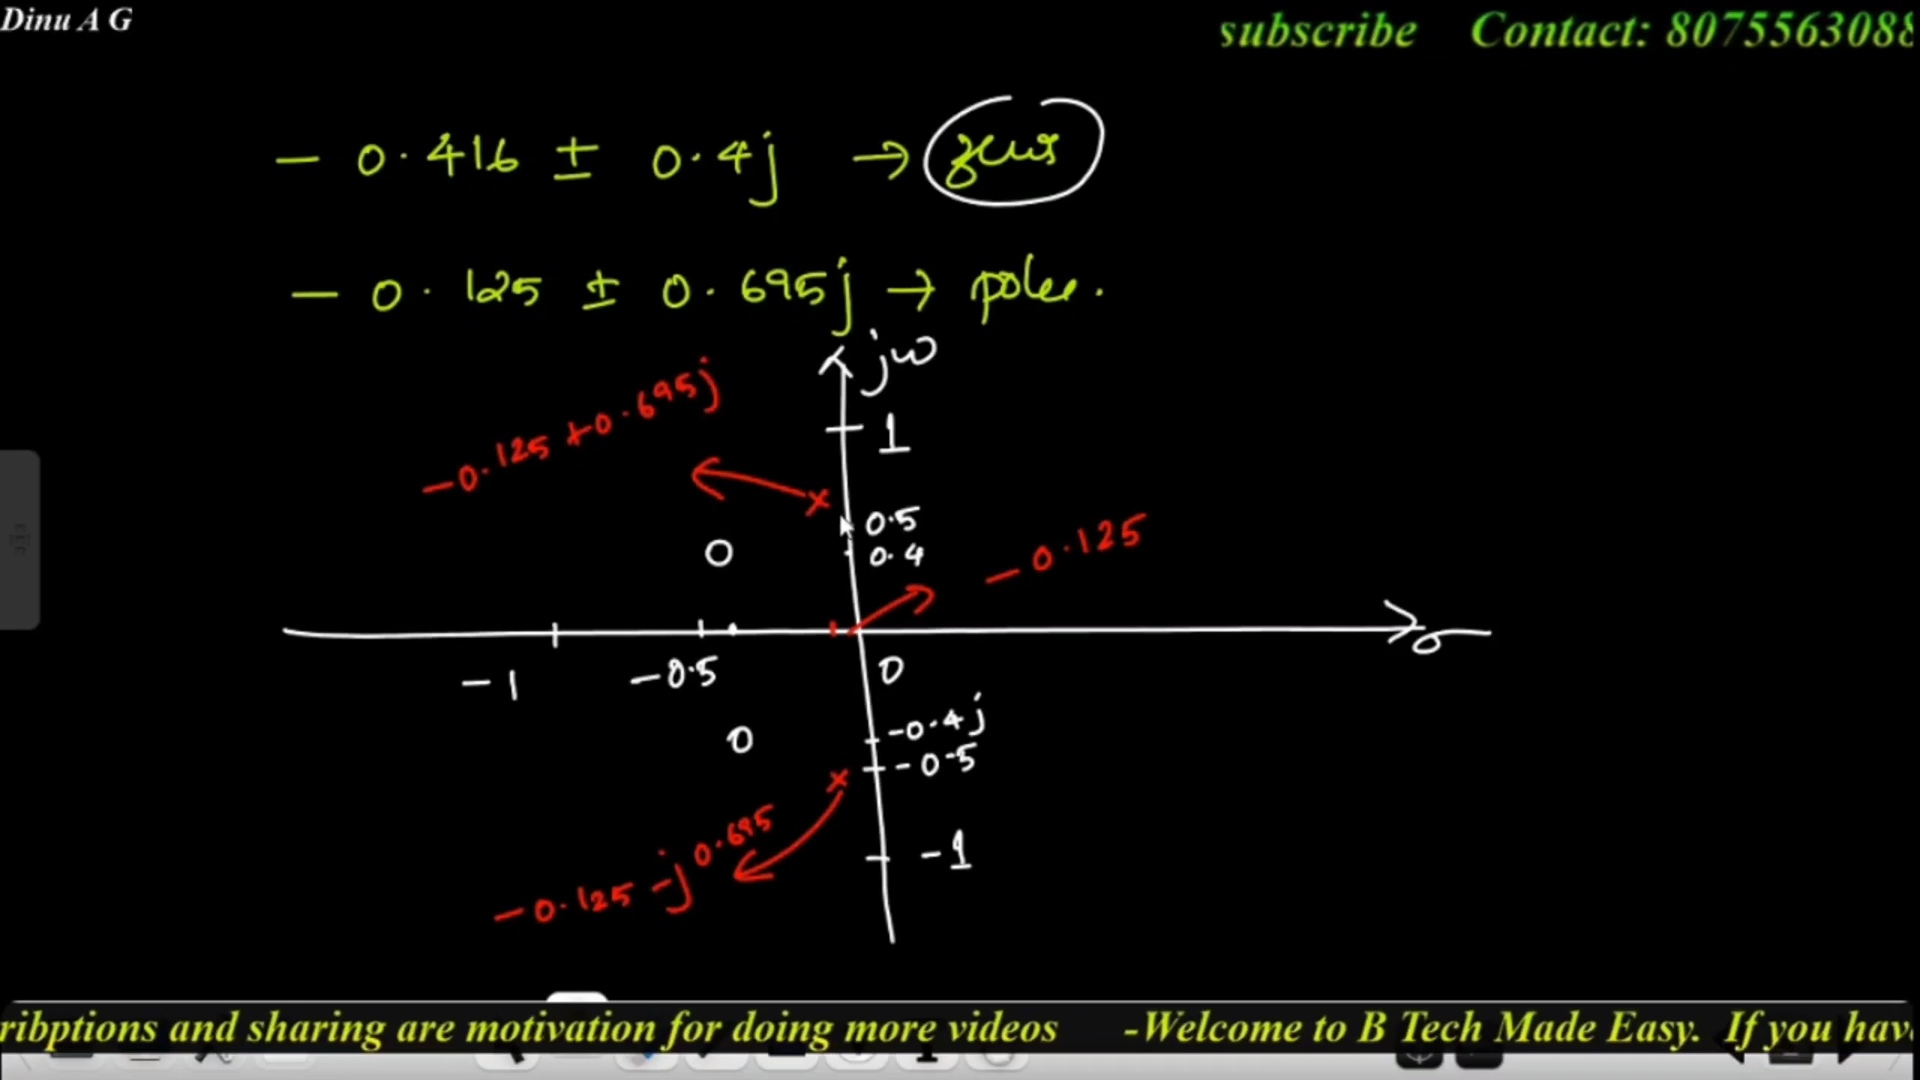 Dinu A G
subscribe Contact: 8075563088
- 0.416 ± 0.4j → zeros
- 0.125 ± 0.695j → poles.
jω
-0.125 +0.695j
1
0.5
0.4
-0.125
σ
-1
-0.5
0
-0.4j
-0.5
-0.125 -j0.695
-1
ribptions and sharing are motivation for doing more videos -Welcome to B Tech Made Easy. If you hav